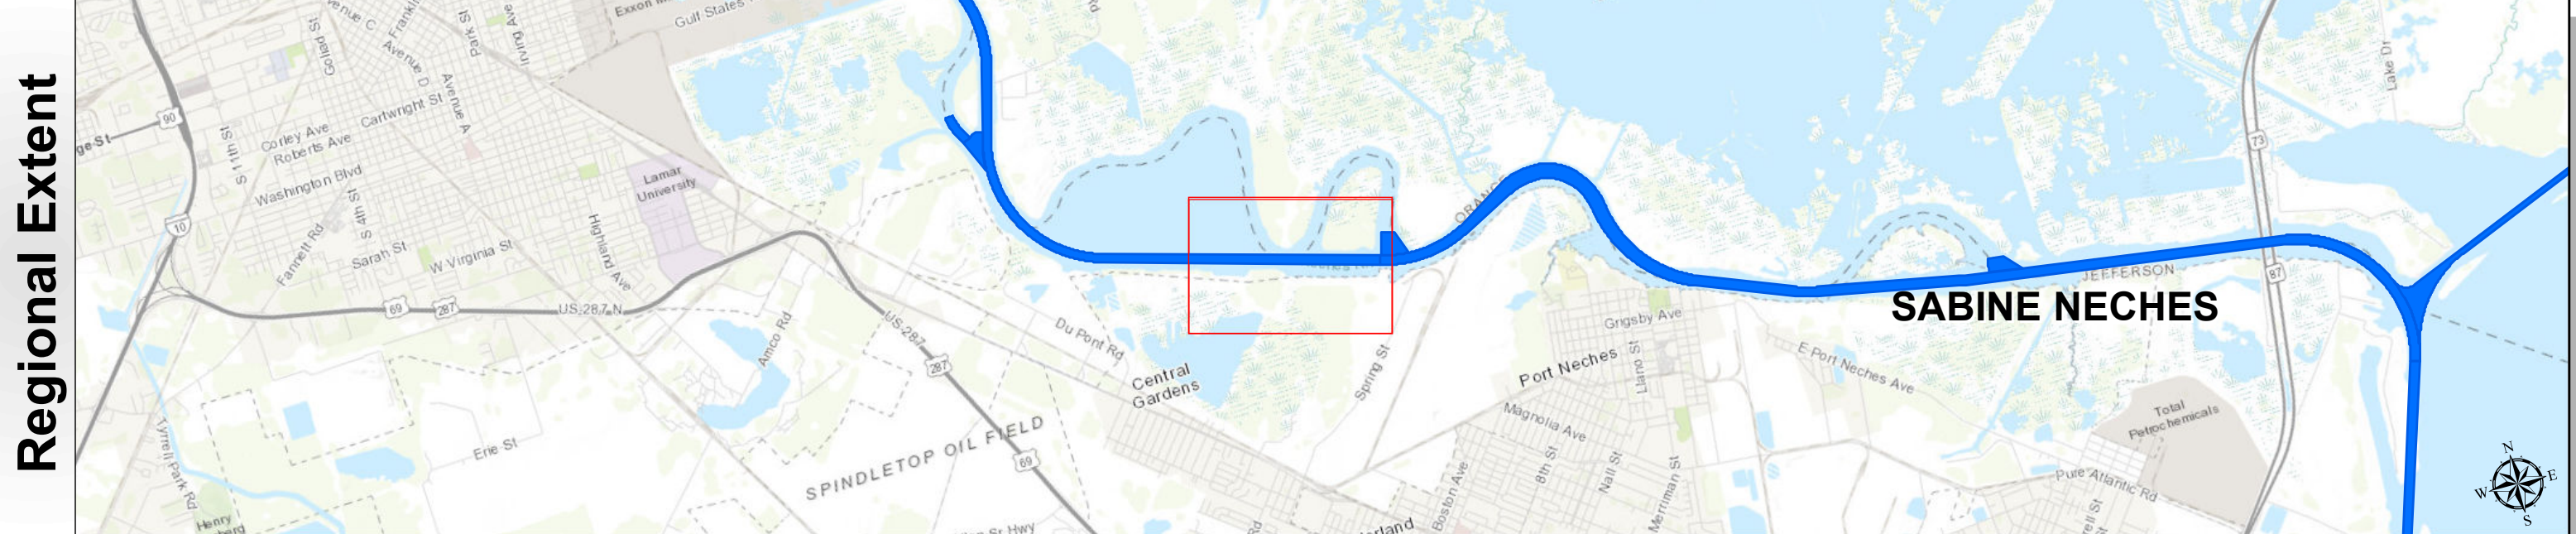 Regional Extent
Exxon
Gulf States
Avenue C
Franklin
Park St
Irving Ave
Goliad St
Avenue D
Avenue A
90
Cartwright St
Corley Ave
Roberts Ave
S 11th St
Washington Blvd
S 4th St
Lamar
University
10
Fannett Rd
Sarah St
W Virginia St
Highland Ave
69
287
US-287 N
US-287
287
Amco Rd
Du Pont Rd
Central
Gardens
Tyrrell Park Rd
Erie St
SPINDLETOP OIL FIELD
69
Henry
ORANGE
Spring St
Port Neches
Grigsby Ave
Llano St
Magnolia Ave
8th St
Nall St
Merriman St
Boston Ave
E Port Neches Ave
JEFFERSON
SABINE NECHES
73
87
Lake Dr
Total
Petrochemicals
Pure Atlantic Rd
N
W
E
S